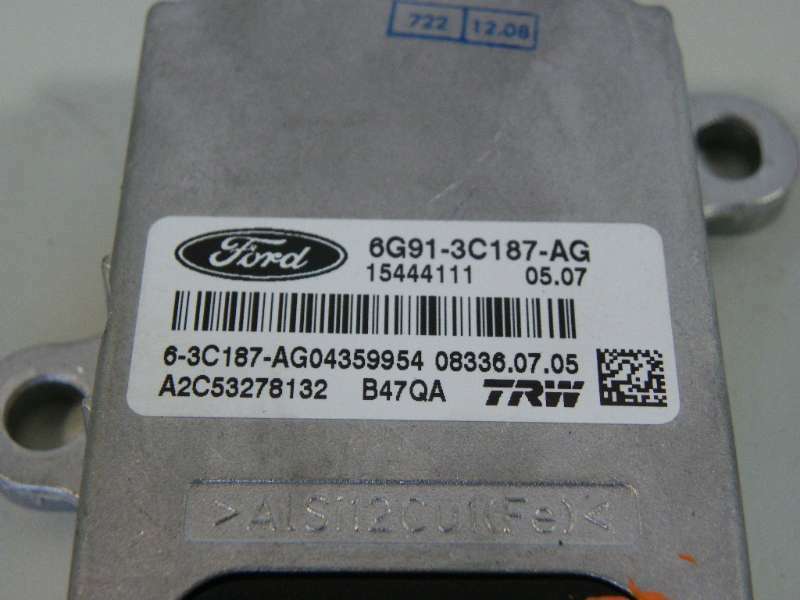 722 12.08
Ford 6G91-3C187-AG
15444111 05.07
6-3C187-AG04359954 08336.07.05
A2C53278132 B47QA TRW
>AlSi12Cu1(Fe)<